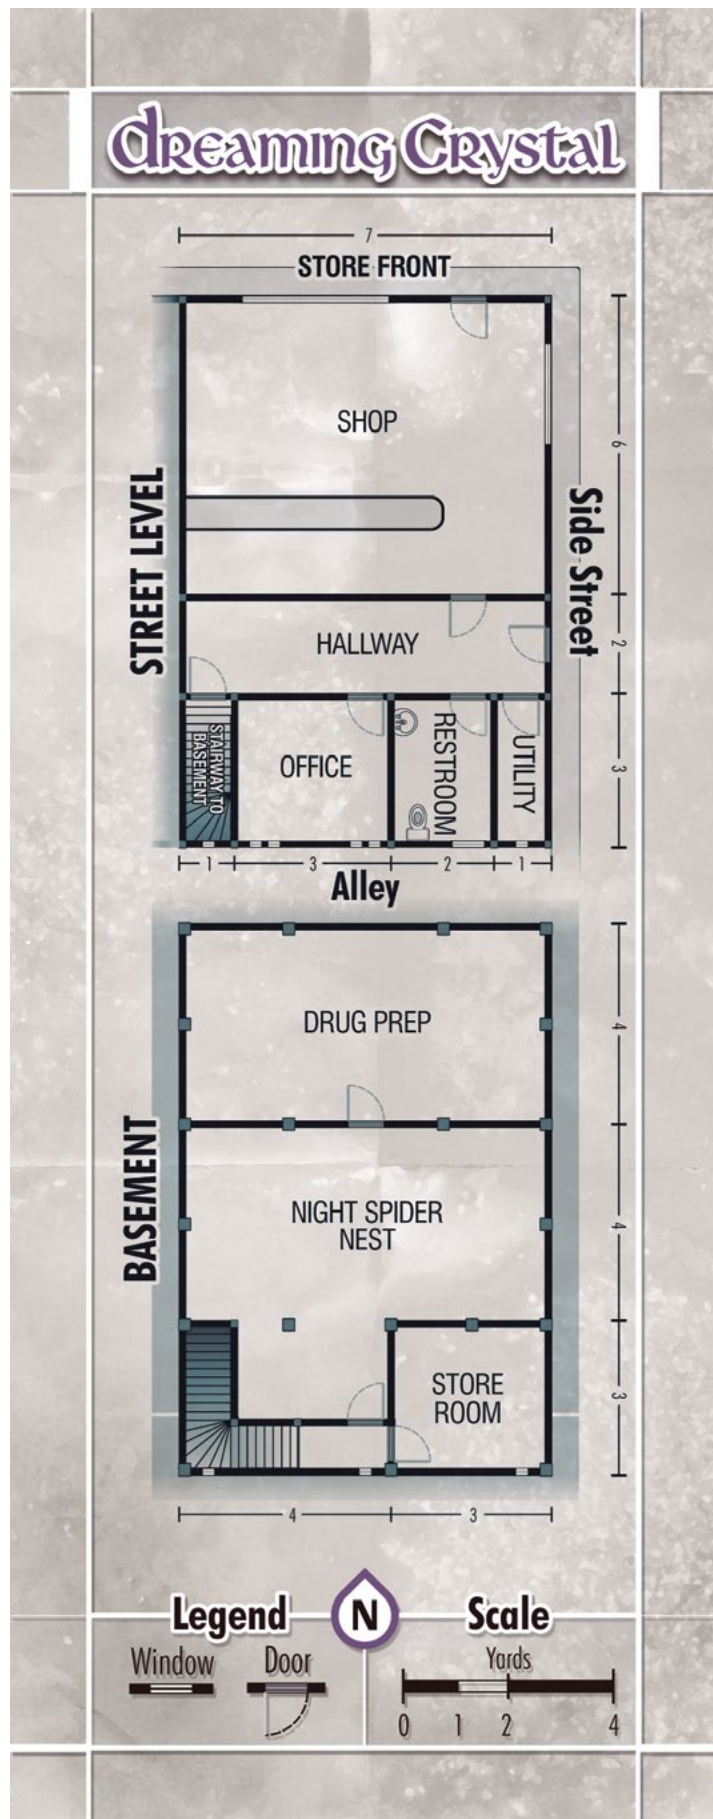 dreaming Crystal
7
STORE FRONT
SHOP
6
STREET LEVEL
Side Street
HALLWAY
2
STAIRWAY TO
BASEMENT
OFFICE
RESTROOM
UTILITY
3
1
3
2
1
Alley
DRUG PREP
4
BASEMENT
NIGHT SPIDER
NEST
4
STORE
ROOM
3
4
3
Legend
N
Scale
Window
Door
Yards
0 1 2 4